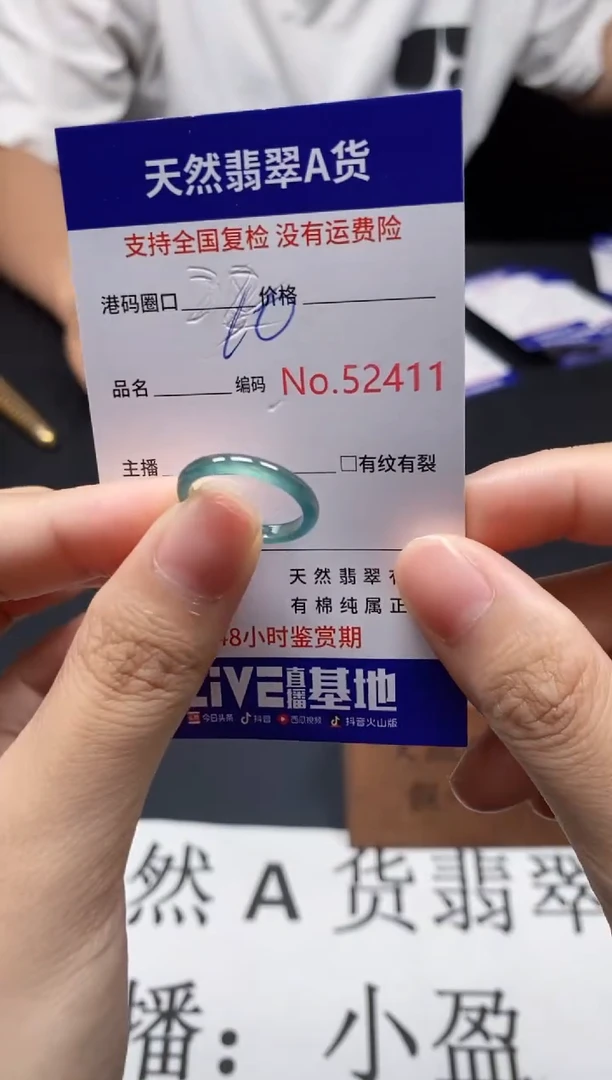 天然翡翠A货
支持全国复检 没有运费险
港码圈口 10 价格
品名 编码 No.52411
主播 □有纹有裂
天然翡翠
有棉纯属正
48小时鉴赏期
LiVE直播基地
今日头条 抖音 西瓜视频 抖音火山版
然A货翡翠
播：小盈